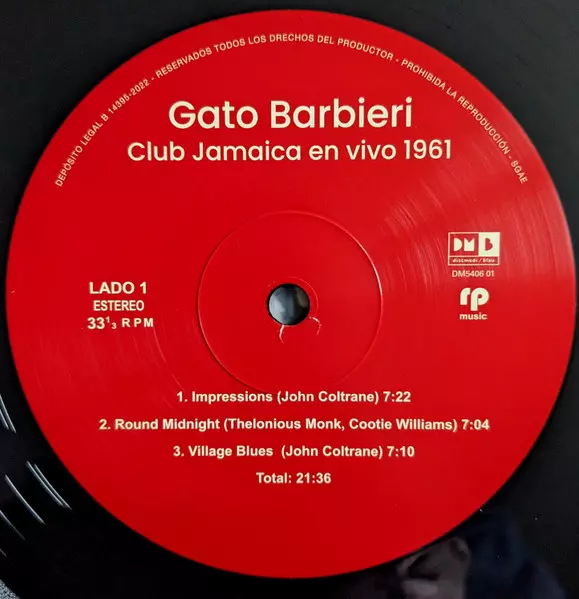 DEPÓSITO LEGAL B 14395-2022 - RESERVADOS TODOS LOS DRECHOS DEL PRODUCTOR - PROHIBIDA LA REPRODUCCIÓN - SGAE
Gato Barbieri
Club Jamaica en vivo 1961
DM B
discmedi / blau
DM5406 01
LADO 1
ESTEREO
33 1/3 RPM
rp
music
1. Impressions (John Coltrane) 7:22
2. Round Midnight (Thelonious Monk, Cootie Williams) 7:04
3. Village Blues (John Coltrane) 7:10
Total: 21:36